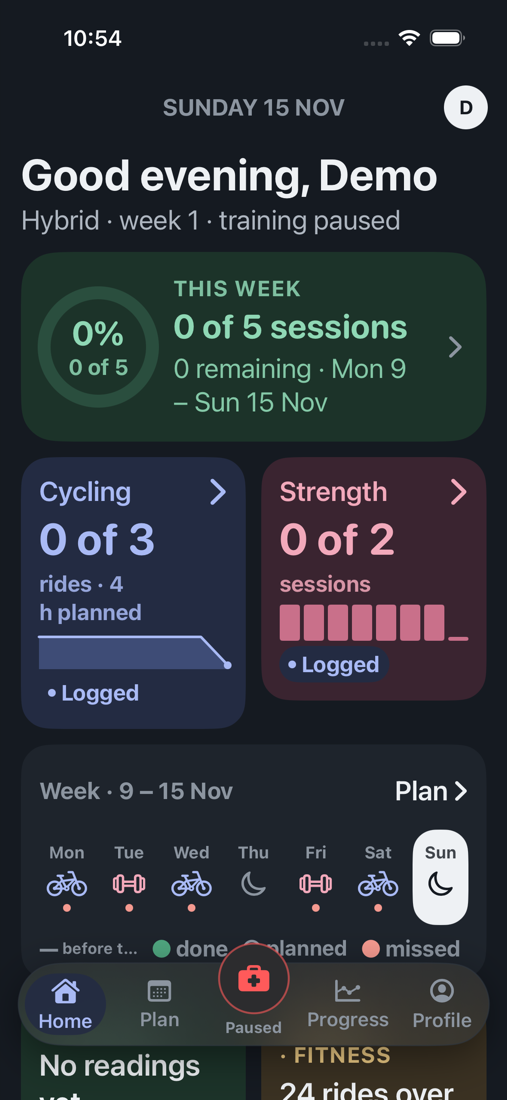 10:54
SUNDAY 15 NOV
D
Good evening, Demo
Hybrid · week 1 · training paused
0%
0 of 5
THIS WEEK
0 of 5 sessions
0 remaining · Mon 9
– Sun 15 Nov
Cycling
0 of 3
rides · 4
h planned
• Logged
Strength
0 of 2
sessions
• Logged
Week · 9 – 15 Nov
Plan
Mon Tue Wed Thu Fri Sat Sun
before t... done planned missed
Home
Plan
Paused
Progress
Profile
No readings
yet
· FITNESS
24 rides over